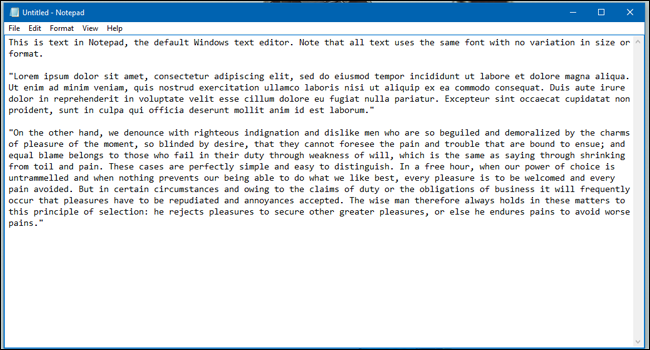 Untitled - Notepad
File Edit Format View Help
This is text in Notepad, the default Windows text editor. Note that all text uses the same font with no variation in size or
format.
"Lorem ipsum dolor sit amet, consectetur adipiscing elit, sed do eiusmod tempor incididunt ut labore et dolore magna aliqua.
Ut enim ad minim veniam, quis nostrud exercitation ullamco laboris nisi ut aliquip ex ea commodo consequat. Duis aute irure
dolor in reprehenderit in voluptate velit esse cillum dolore eu fugiat nulla pariatur. Excepteur sint occaecat cupidatat non
proident, sunt in culpa qui officia deserunt mollit anim id est laborum."
"On the other hand, we denounce with righteous indignation and dislike men who are so beguiled and demoralized by the charms
of pleasure of the moment, so blinded by desire, that they cannot foresee the pain and trouble that are bound to ensue; and
equal blame belongs to those who fail in their duty through weakness of will, which is the same as saying through shrinking
from toil and pain. These cases are perfectly simple and easy to distinguish. In a free hour, when our power of choice is
untrammelled and when nothing prevents our being able to do what we like best, every pleasure is to be welcomed and every
pain avoided. But in certain circumstances and owing to the claims of duty or the obligations of business it will frequently
occur that pleasures have to be repudiated and annoyances accepted. The wise man therefore always holds in these matters to
this principle of selection: he rejects pleasures to secure other greater pleasures, or else he endures pains to avoid worse
pains."